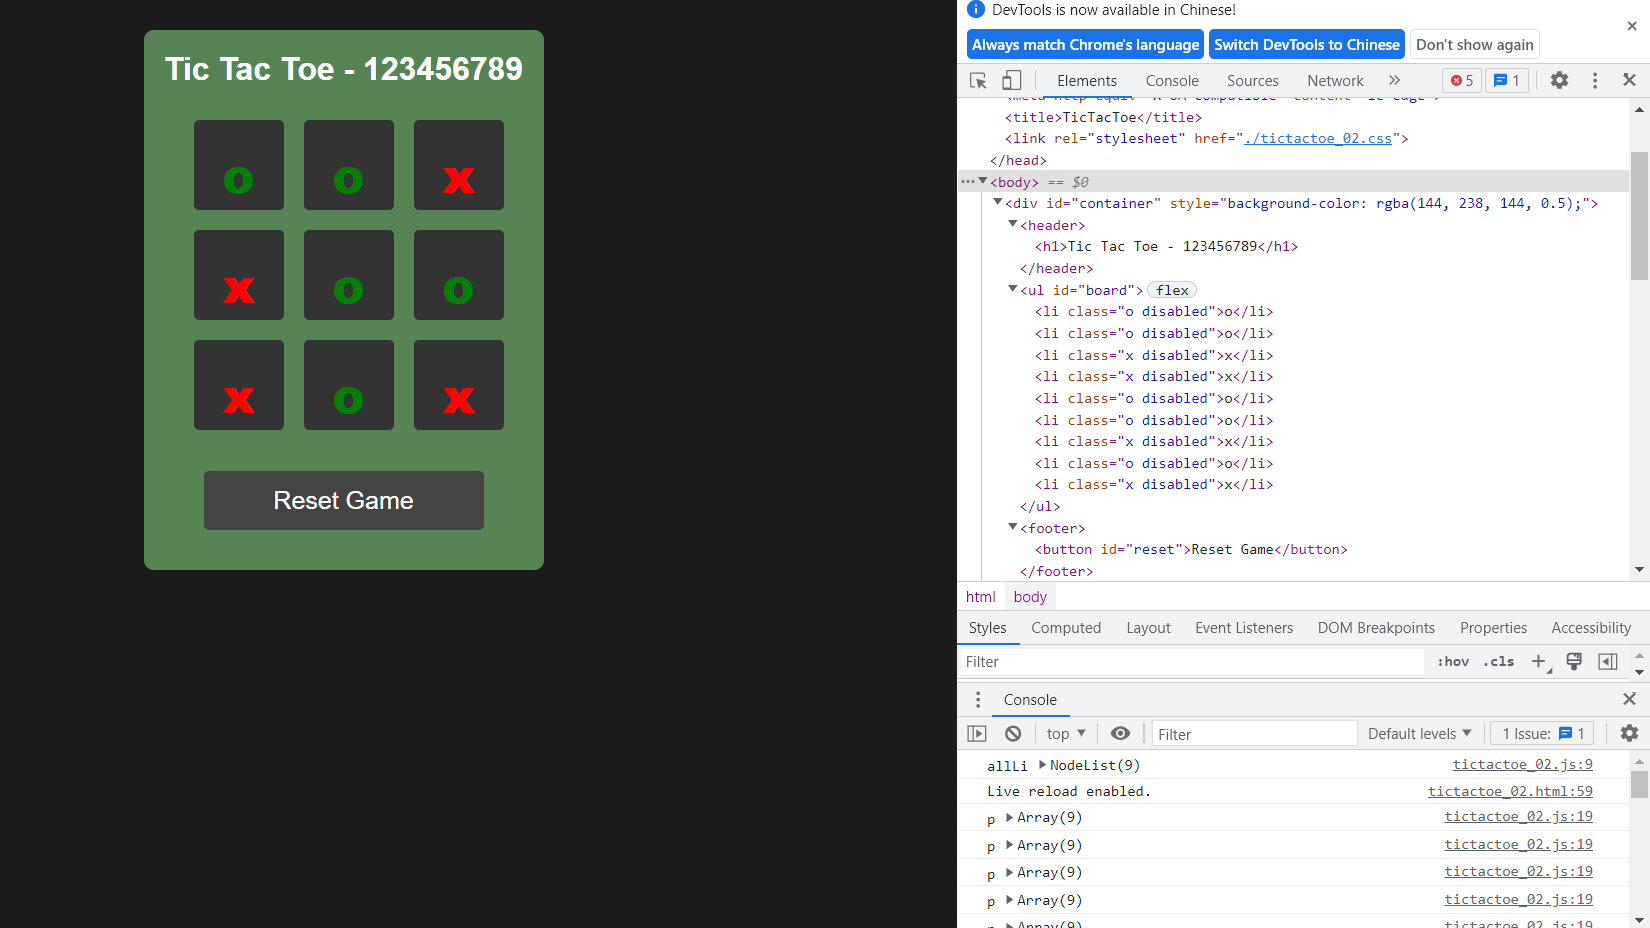 Tic Tac Toe - 123456789
o o x
x o o
x o x
Reset Game
DevTools is now available in Chinese!
Always match Chrome's language Switch DevTools to Chinese Don't show again
Elements Console Sources Network 5 1
<title>TicTacToe</title>
<link rel="stylesheet" href="./tictactoe_02.css">
</head>
<body> == $0
<div id="container" style="background-color: rgba(144, 238, 144, 0.5);">
<header>
<h1>Tic Tac Toe - 123456789</h1>
</header>
<ul id="board"> flex
<li class="o disabled">o</li>
<li class="o disabled">o</li>
<li class="x disabled">x</li>
<li class="x disabled">x</li>
<li class="o disabled">o</li>
<li class="o disabled">o</li>
<li class="x disabled">x</li>
<li class="o disabled">o</li>
<li class="x disabled">x</li>
</ul>
<footer>
<button id="reset">Reset Game</button>
</footer>
html body
Styles Computed Layout Event Listeners DOM Breakpoints Properties Accessibility
Filter :hov .cls
Console
top Filter Default levels 1 Issue: 1
allLi NodeList(9) tictactoe_02.js:9
Live reload enabled. tictactoe_02.html:59
p Array(9) tictactoe_02.js:19
p Array(9) tictactoe_02.js:19
p Array(9) tictactoe_02.js:19
p Array(9) tictactoe_02.js:19
p Array(9) tictactoe_02.js:19